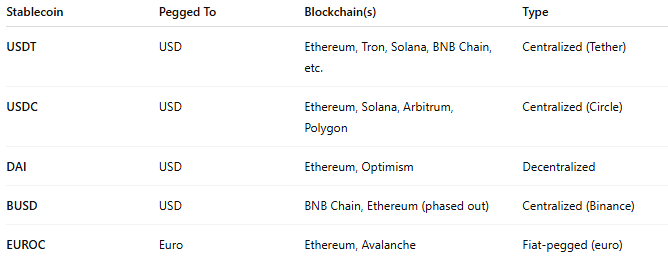 Stablecoin Pegged To Blockchain(s) Type
USDT USD Ethereum, Tron, Solana, BNB Chain, etc. Centralized (Tether)
USDC USD Ethereum, Solana, Arbitrum, Polygon Centralized (Circle)
DAI USD Ethereum, Optimism Decentralized
BUSD USD BNB Chain, Ethereum (phased out) Centralized (Binance)
EUROC Euro Ethereum, Avalanche Fiat-pegged (euro)